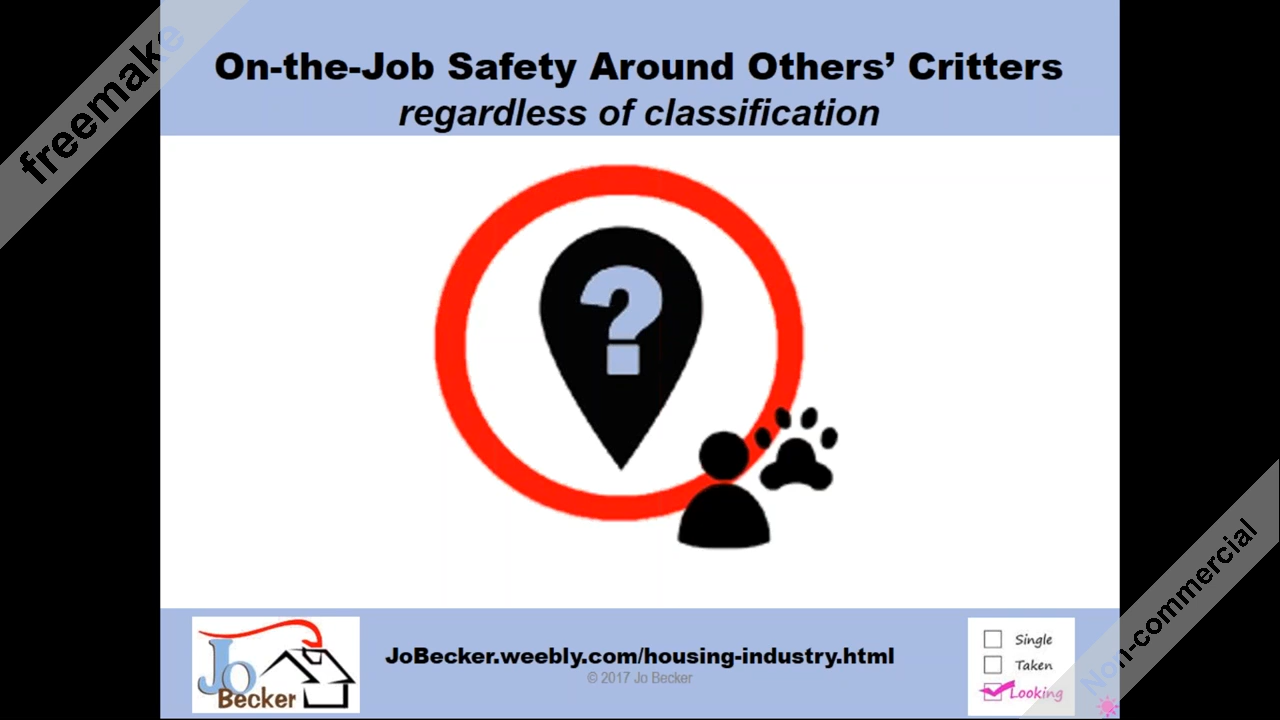 On-the-Job Safety Around Others’ Critters
regardless of classification
freemake
?
Jo
Becker
JoBecker.weebly.com/housing-industry.html
© 2017 Jo Becker
Single
Taken
Looking
Non-commercial